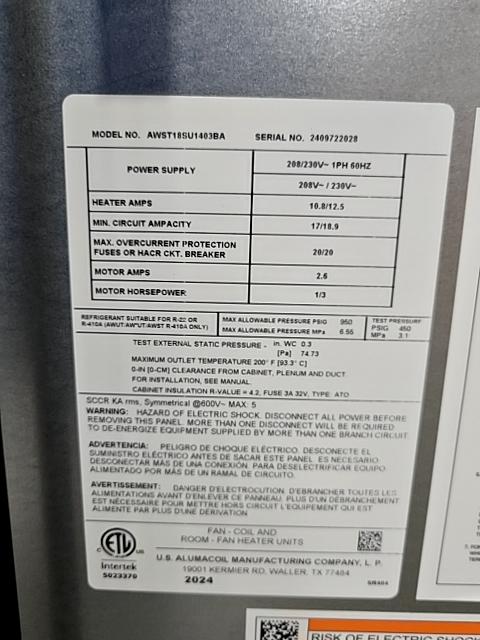 MODEL NO. AWST18SU1403BA SERIAL NO. 2409722028
POWER SUPPLY 208/230V~ 1PH 60HZ
208V~ / 230V~
HEATER AMPS 10.8/12.5
MIN. CIRCUIT AMPACITY 17/18.9
MAX. OVERCURRENT PROTECTION
FUSES OR HACR CKT. BREAKER 20/20
MOTOR AMPS 2.6
MOTOR HORSEPOWER 1/3
REFRIGERANT SUITABLE FOR R-22 OR
R-410A (AWUT/AW*UT/AWST R-410A ONLY)
MAX ALLOWABLE PRESSURE PSIG 950
MAX ALLOWABLE PRESSURE MPa 6.55
TEST PRESSURE
PSIG 450
MPa 3.1
TEST EXTERNAL STATIC PRESSURE - in. WC 0.3
[Pa] 74.73
MAXIMUM OUTLET TEMPERATURE 200° F [93.3° C]
0-IN [0-CM] CLEARANCE FROM CABINET, PLENUM AND DUCT.
FOR INSTALLATION, SEE MANUAL.
CABINET INSULATION R-VALUE = 4.2, FUSE 3A 32V, TYPE: ATO
SCCR KA rms, Symmetrical @600V~ MAX: 5
WARNING: HAZARD OF ELECTRIC SHOCK. DISCONNECT ALL POWER BEFORE
REMOVING THIS PANEL. MORE THAN ONE DISCONNECT WILL BE REQUIRED
TO DE-ENERGIZE EQUIPMENT SUPPLIED BY MORE THAN ONE BRANCH CIRCUIT.
ADVERTENCIA: PELIGRO DE CHOQUE ELÉCTRICO. DESCONECTE EL
SUMINISTRO ELÉCTRICO ANTES DE SACAR ESTE PANEL. ES NECESARIO
DESCONECTAR MÁS DE UNA CONEXIÓN. PARA DESELECTRIFICAR EQUIPO
ALIMENTADO POR MÁS DE UN RAMAL DE CIRCUITO.
AVERTISSEMENT: DANGER D'ELECTROCUTION. DÉBRANCHER TOUTES LES
ALIMENTATIONS AVANT D'ENLEVER CE PANNEAU. PLUS D'UN DÉBRANCHEMENT
EST NÉCESSAIRE POUR METTRE HORS CIRCUIT L'EQUIPEMENT QUI EST
ALIMENTE PAR PLUS D'UNE DÉRIVATION.
C ETL US
Intertek
5023370
FAN - COIL AND
ROOM - FAN HEATER UNITS
U.S. ALUMACOIL MANUFACTURING COMPANY, L. P.
19001 KERMIER RD, WALLER, TX 77484
2024
RISK OF ELECTRIC SHOCK